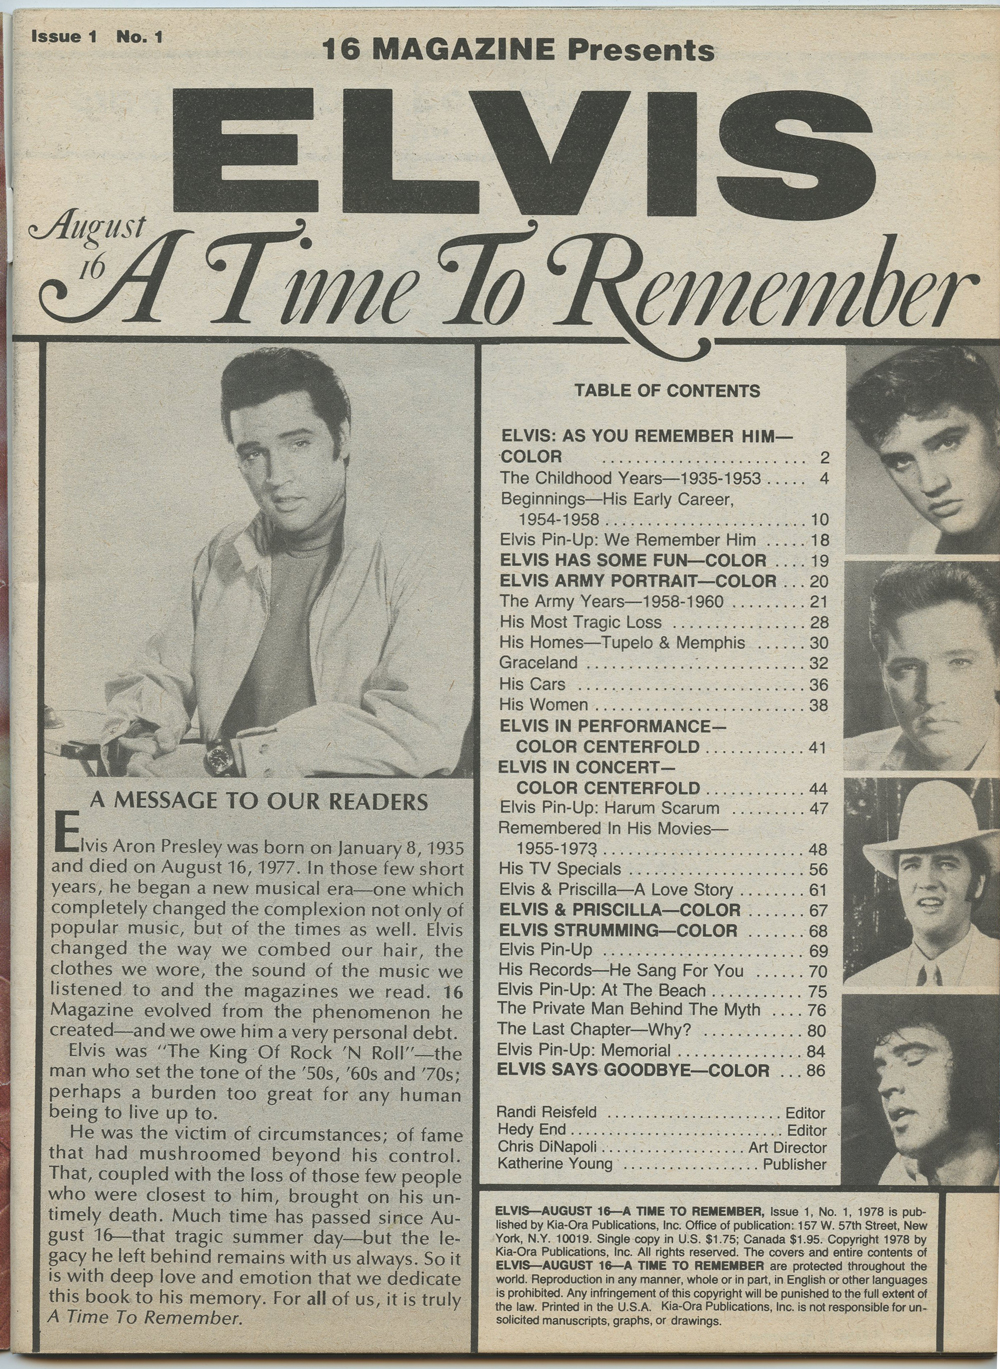 Issue 1 No. 1
16 MAGAZINE Presents
ELVIS
August
16
A Time To Remember
A MESSAGE TO OUR READERS
Elvis Aron Presley was born on January 8, 1935
and died on August 16, 1977. In those few short
years, he began a new musical era—one which
completely changed the complexion not only of
popular music, but of the times as well. Elvis
changed the way we combed our hair, the
clothes we wore, the sound of the music we
listened to and the magazines we read. 16
Magazine evolved from the phenomenon he
created—and we owe him a very personal debt.
Elvis was "The King Of Rock 'N Roll"—the
man who set the tone of the '50s, '60s and '70s;
perhaps a burden too great for any human
being to live up to.
He was the victim of circumstances; of fame
that had mushroomed beyond his control.
That, coupled with the loss of those few people
who were closest to him, brought on his un-
timely death. Much time has passed since Au-
gust 16—that tragic summer day—but the le-
gacy he left behind remains with us always. So it
is with deep love and emotion that we dedicate
this book to his memory. For all of us, it is truly
A Time To Remember.
TABLE OF CONTENTS
ELVIS: AS YOU REMEMBER HIM—
COLOR ........................ 2
The Childhood Years—1935-1953 ..... 4
Beginnings—His Early Career,
1954-1958 ........................ 10
Elvis Pin-Up: We Remember Him ..... 18
ELVIS HAS SOME FUN—COLOR .... 19
ELVIS ARMY PORTRAIT—COLOR ... 20
The Army Years—1958-1960 ......... 21
His Most Tragic Loss ................ 28
His Homes—Tupelo & Memphis ...... 30
Graceland .......................... 32
His Cars ........................... 36
His Women ......................... 38
ELVIS IN PERFORMANCE—
COLOR CENTERFOLD ............ 41
ELVIS IN CONCERT—
COLOR CENTERFOLD ............ 44
Elvis Pin-Up: Harum Scarum ......... 47
Remembered In His Movies—
1955-1973 ........................ 48
His TV Specials ..................... 56
Elvis & Priscilla—A Love Story ........ 61
ELVIS & PRISCILLA—COLOR ....... 67
ELVIS STRUMMING—COLOR ....... 68
Elvis Pin-Up ........................ 69
His Records—He Sang For You ...... 70
Elvis Pin-Up: At The Beach ........... 75
The Private Man Behind The Myth .... 76
The Last Chapter—Why? ............ 80
Elvis Pin-Up: Memorial ............... 84
ELVIS SAYS GOODBYE—COLOR ... 86
Randi Reisfeld ...................... Editor
Hedy End .......................... Editor
Chris DiNapoli .................. Art Director
Katherine Young ................. Publisher
ELVIS—AUGUST 16—A TIME TO REMEMBER, Issue 1, No. 1, 1978 is pub-
lished by Kia-Ora Publications, Inc. Office of publication: 157 W. 57th Street, New
York, N.Y. 10019. Single copy in U.S. $1.75; Canada $1.95. Copyright 1978 by
Kia-Ora Publications, Inc. All rights reserved. The covers and entire contents of
ELVIS—AUGUST 16—A TIME TO REMEMBER are protected throughout the
world. Reproduction in any manner, whole or in part, in English or other languages
is prohibited. Any infringement of this copyright will be punished to the full extent of
the law. Printed in the U.S.A. Kia-Ora Publications, Inc. is not responsible for un-
solicited manuscripts, graphs, or drawings.